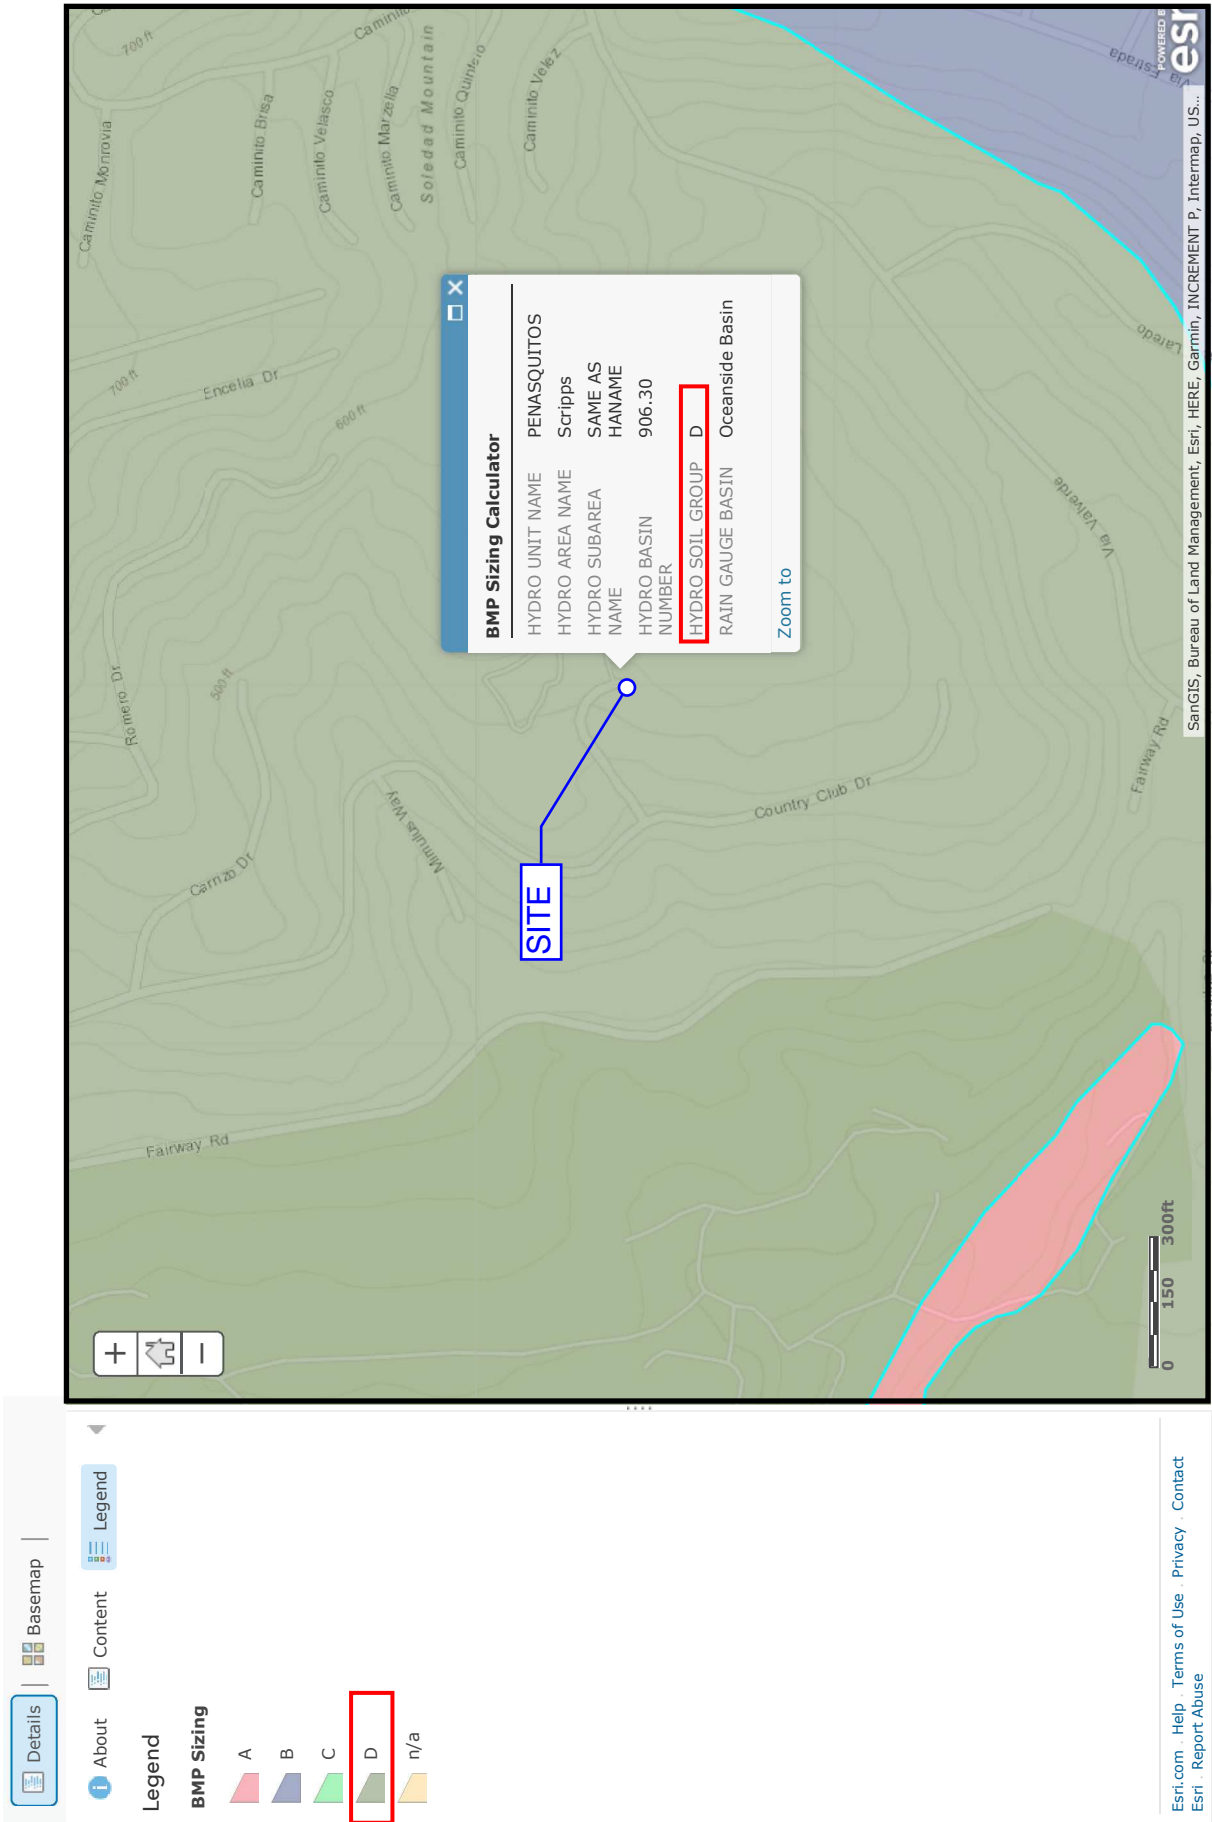 Details | Basemap |
About Content Legend
Legend
BMP Sizing
A
B
C
D
n/a
Esri.com . Help . Terms of Use . Privacy . Contact
Esri . Report Abuse
+
−
Caminito Monrovia
700 ft
Caminito Brisa
Caminito Velasco
Caminito Marzella
Soledad Mountain
Caminito Quintero
Caminito Velez
Via Estrada
700 ft
Encelia Dr
600 ft
Romero Dr
500 ft
Carrizo Dr
Mimulus Way
Fairway Rd
Country Club Dr
Via Valverde
Laredo
Fairway Rd
SITE
BMP Sizing Calculator
HYDRO UNIT NAME PENASQUITOS
HYDRO AREA NAME Scripps
HYDRO SUBAREA SAME AS
NAME HANAME
HYDRO BASIN 906.30
NUMBER
HYDRO SOIL GROUP D
RAIN GAUGE BASIN Oceanside Basin
Zoom to
0 150 300ft
SanGIS, Bureau of Land Management, Esri, HERE, Garmin, INCREMENT P, Intermap, US...
POWERED B
esr